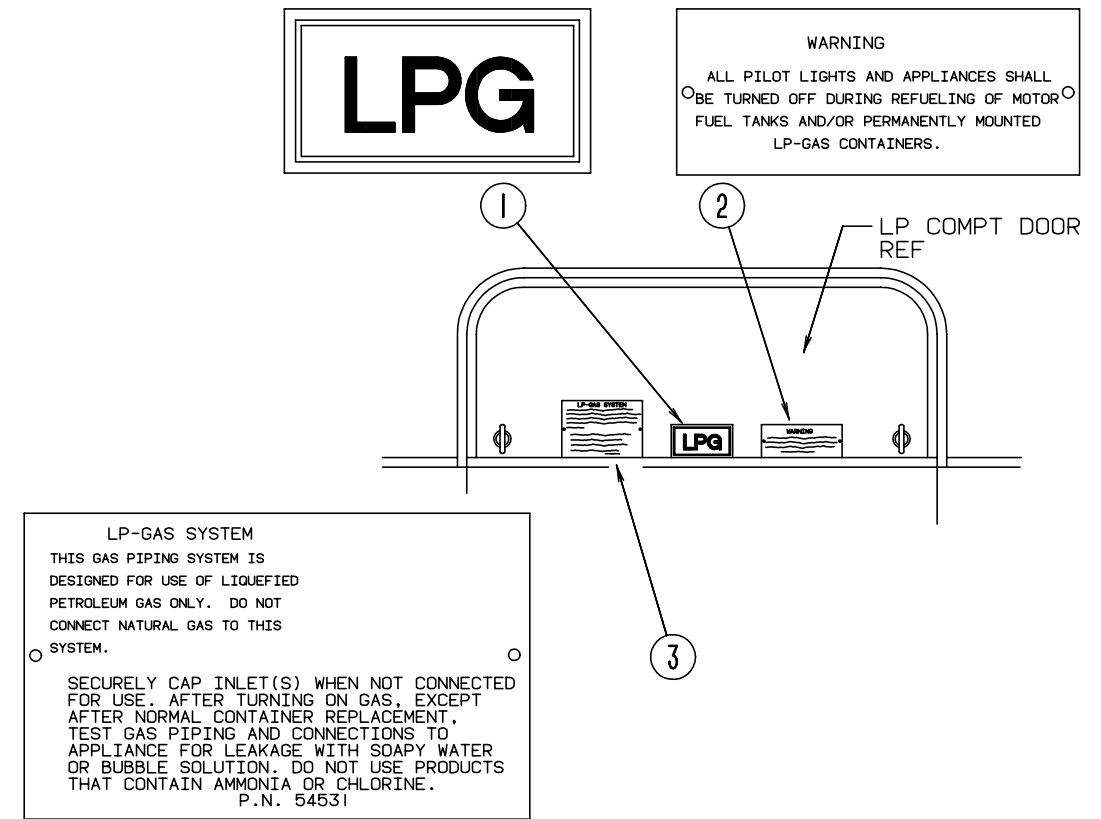 LPG
WARNING
ALL PILOT LIGHTS AND APPLIANCES SHALL
BE TURNED OFF DURING REFUELING OF MOTOR
FUEL TANKS AND/OR PERMANENTLY MOUNTED
LP-GAS CONTAINERS.
1
2
LP COMPT DOOR
REF
LP-GAS SYSTEM
LPG
WARNING
3
LP-GAS SYSTEM
THIS GAS PIPING SYSTEM IS
DESIGNED FOR USE OF LIQUEFIED
PETROLEUM GAS ONLY. DO NOT
CONNECT NATURAL GAS TO THIS
SYSTEM.
SECURELY CAP INLET(S) WHEN NOT CONNECTED
FOR USE. AFTER TURNING ON GAS, EXCEPT
AFTER NORMAL CONTAINER REPLACEMENT,
TEST GAS PIPING AND CONNECTIONS TO
APPLIANCE FOR LEAKAGE WITH SOAPY WATER
OR BUBBLE SOLUTION. DO NOT USE PRODUCTS
THAT CONTAIN AMMONIA OR CHLORINE.
P.N. 54531